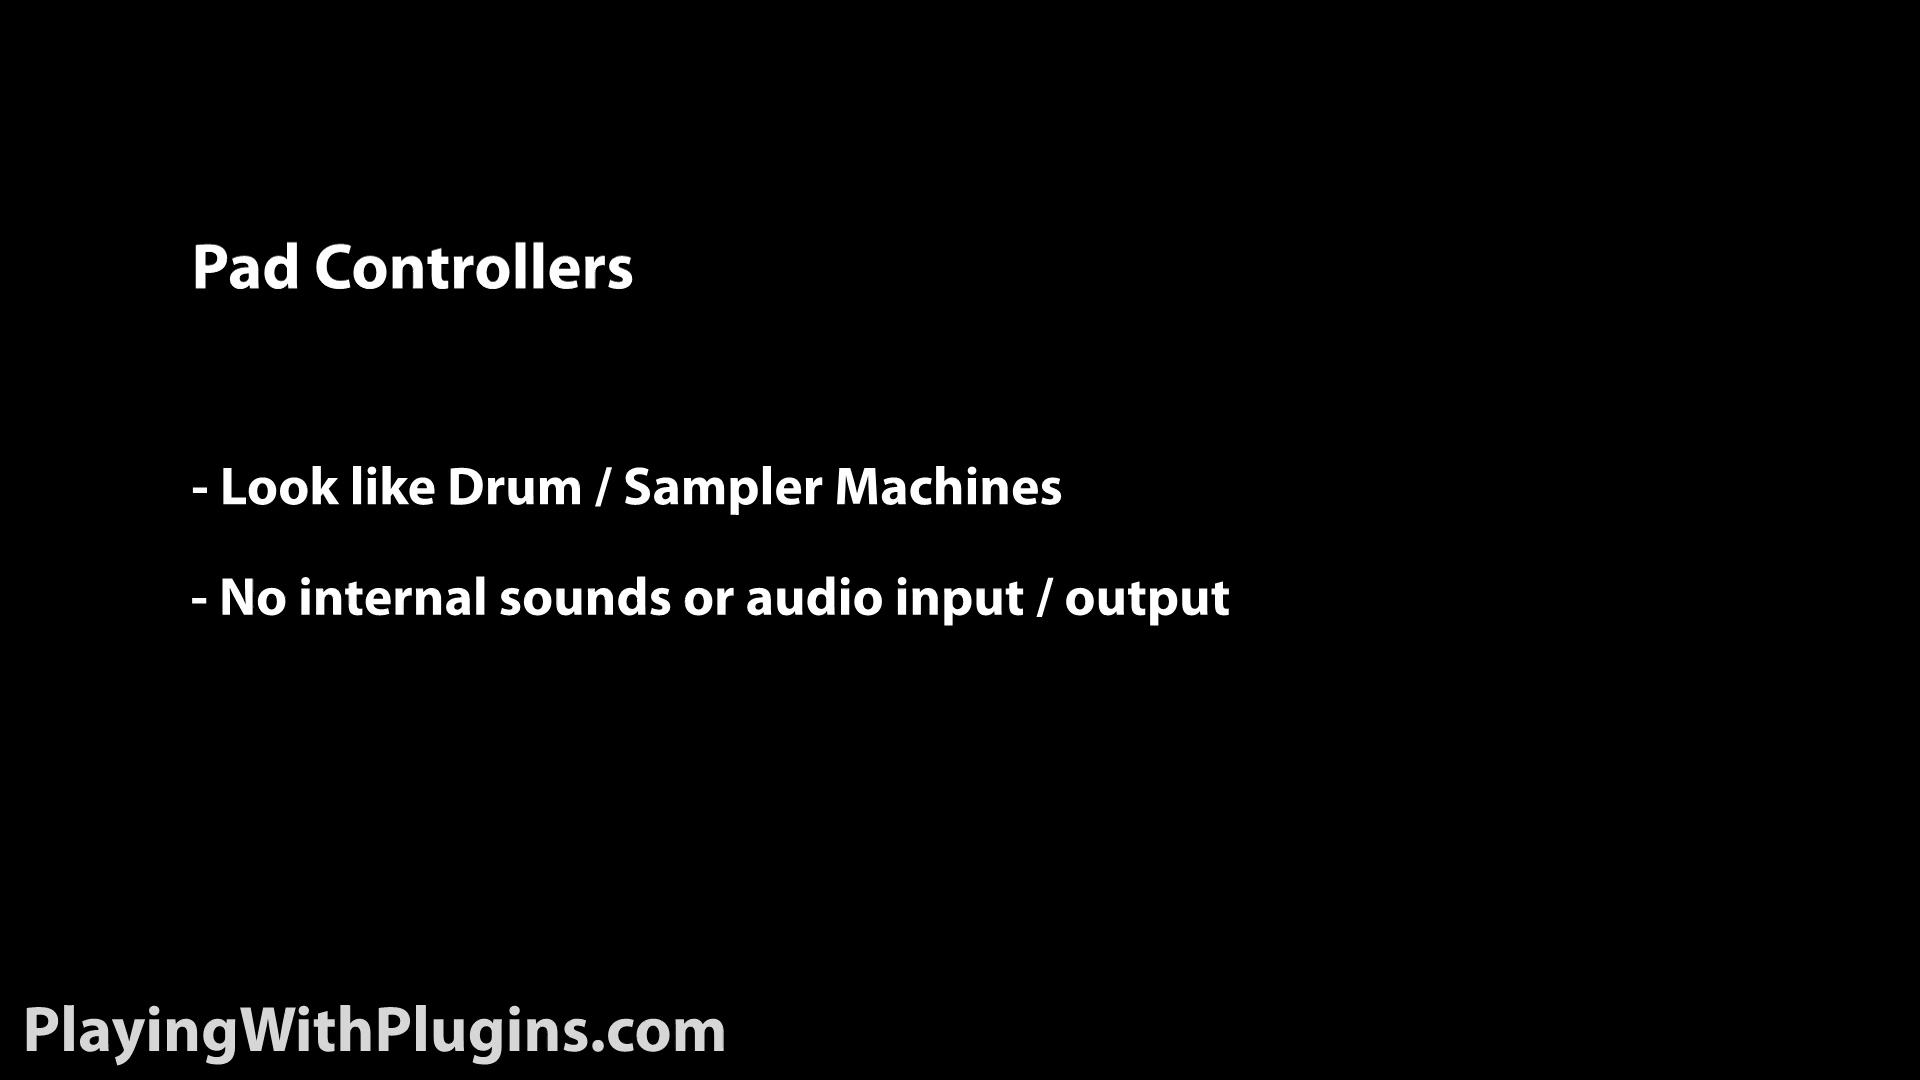 Pad Controllers
- Look like Drum / Sampler Machines
- No internal sounds or audio input / output
PlayingWithPlugins.com